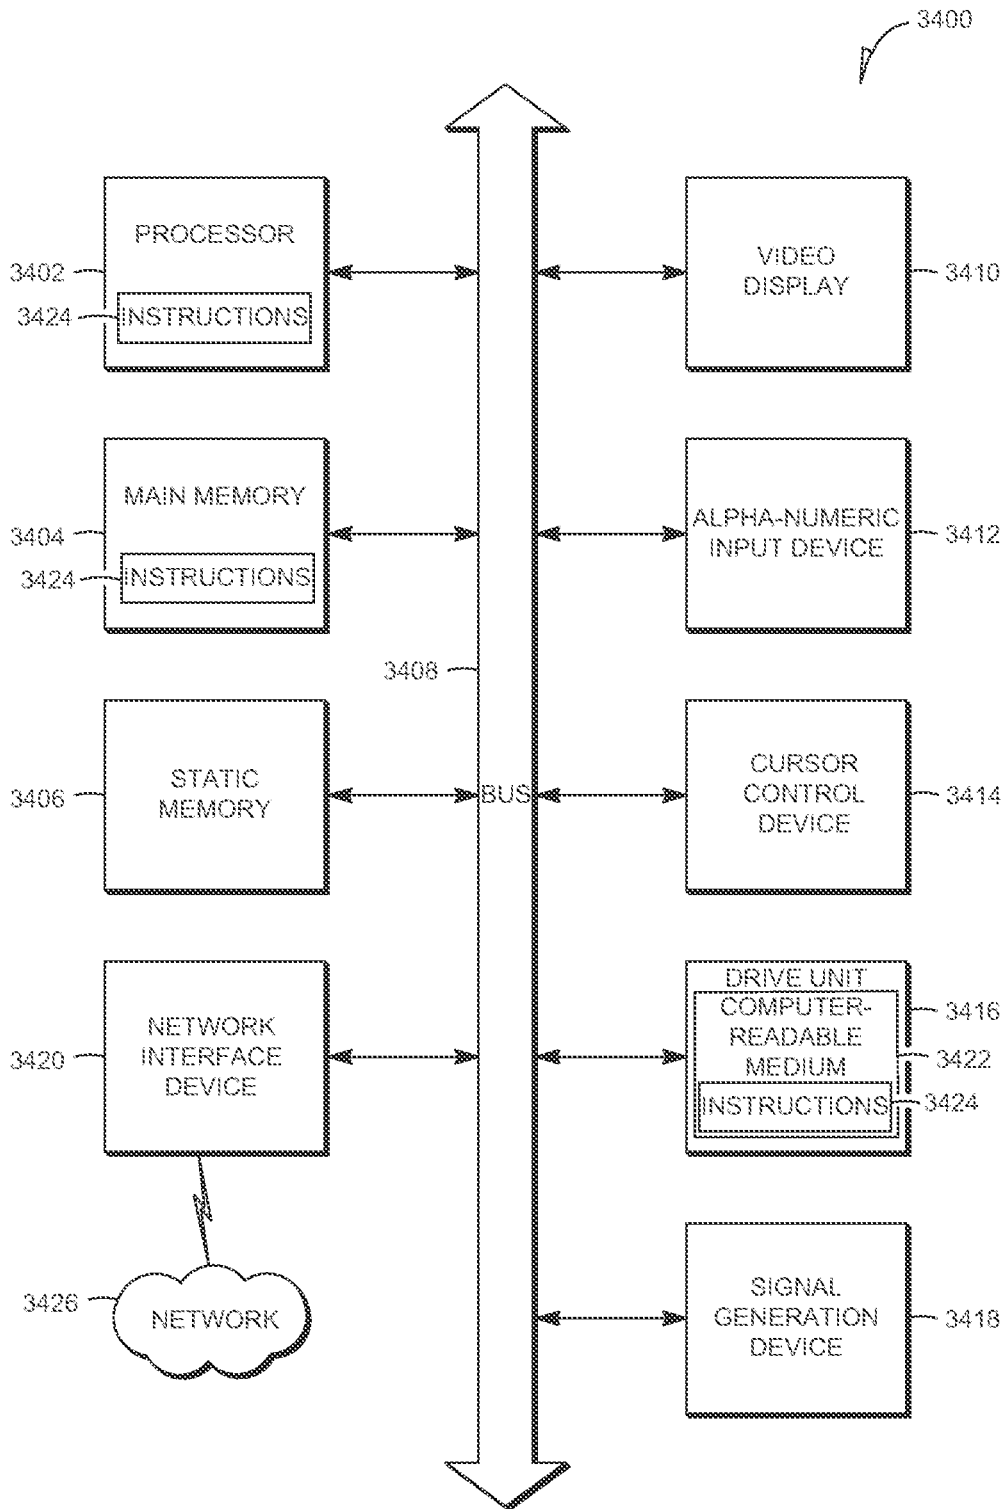 3400
PROCESSOR
3402
3424
INSTRUCTIONS
VIDEO
DISPLAY
3410
MAIN MEMORY
3404
3424
INSTRUCTIONS
ALPHA-NUMERIC
INPUT DEVICE
3412
3408
STATIC
MEMORY
3406
BUS
CURSOR
CONTROL
DEVICE
3414
NETWORK
INTERFACE
DEVICE
3420
DRIVE UNIT
COMPUTER-
READABLE
MEDIUM
INSTRUCTIONS
3416
3422
3424
3426
NETWORK
SIGNAL
GENERATION
DEVICE
3418